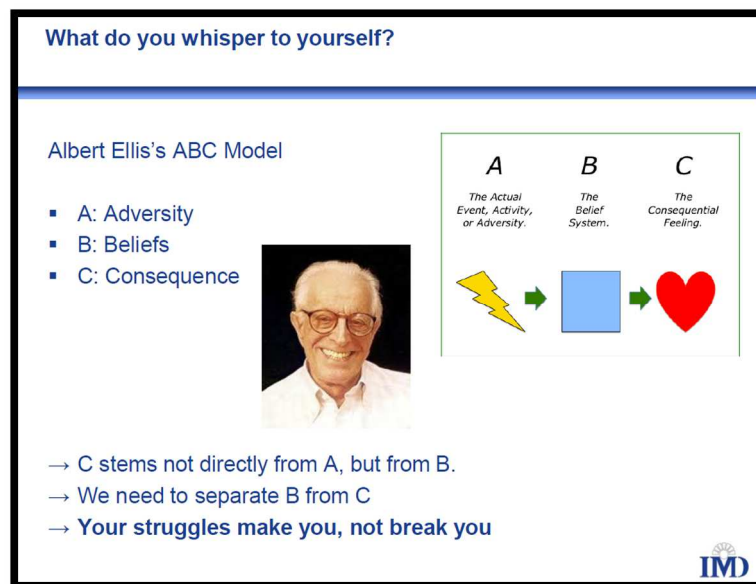 What do you whisper to yourself?
Albert Ellis's ABC Model
▪ A: Adversity
▪ B: Beliefs
▪ C: Consequence
A
The Actual
Event, Activity,
or Adversity.
B
The
Belief
System.
C
The
Consequential
Feeling.
→ C stems not directly from A, but from B.
→ We need to separate B from C
→ Your struggles make you, not break you
IMD